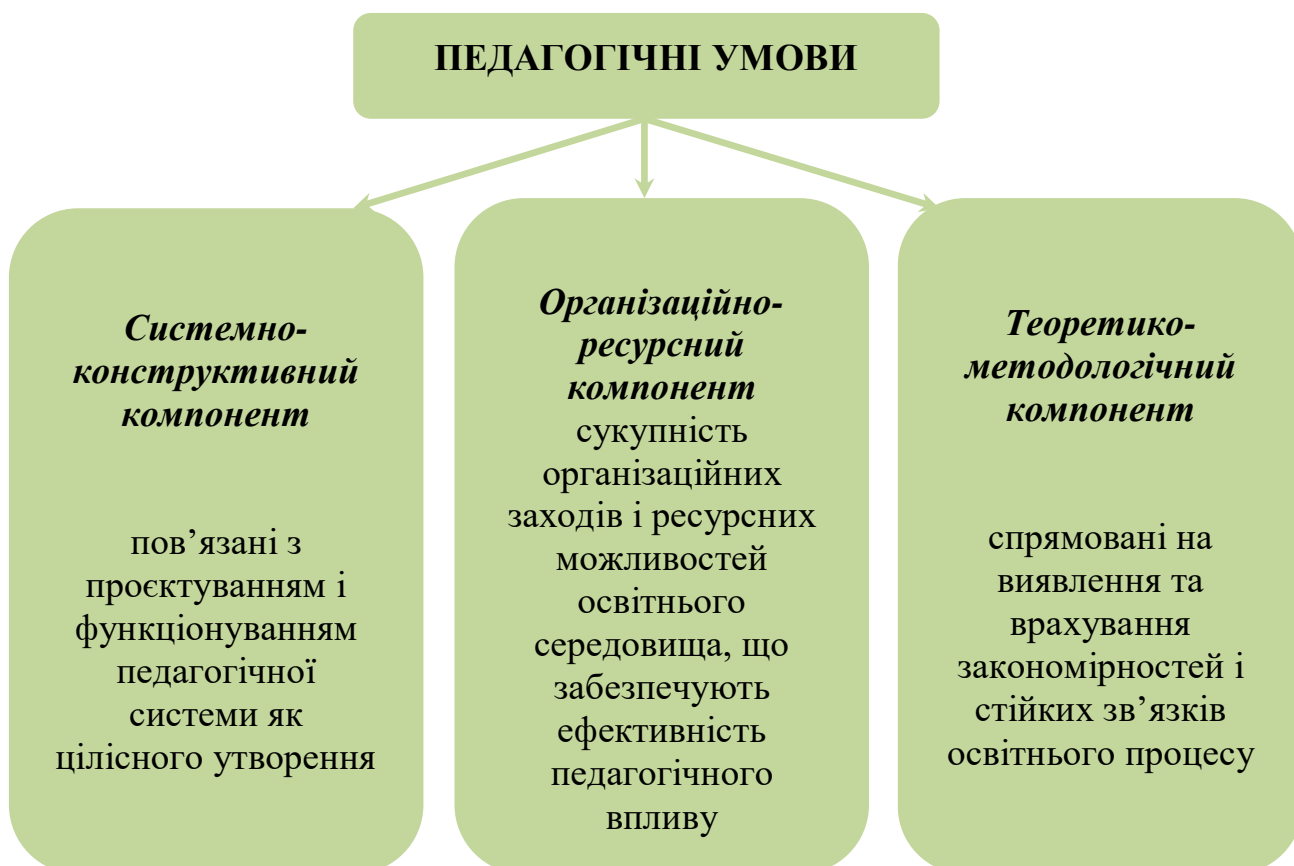 ПЕДАГОГІЧНІ УМОВИ
Системно-
конструктивний
компонент
пов’язані з
проєктуванням і
функціонуванням
педагогічної
системи як
цілісного утворення
Організаційно-
ресурсний
компонент
сукупність
організаційних
заходів і ресурсних
можливостей
освітнього
середовища, що
забезпечують
ефективність
педагогічного
впливу
Теоретико-
методологічний
компонент
спрямовані на
виявлення та
врахування
закономірностей і
стійких зв’язків
освітнього процесу